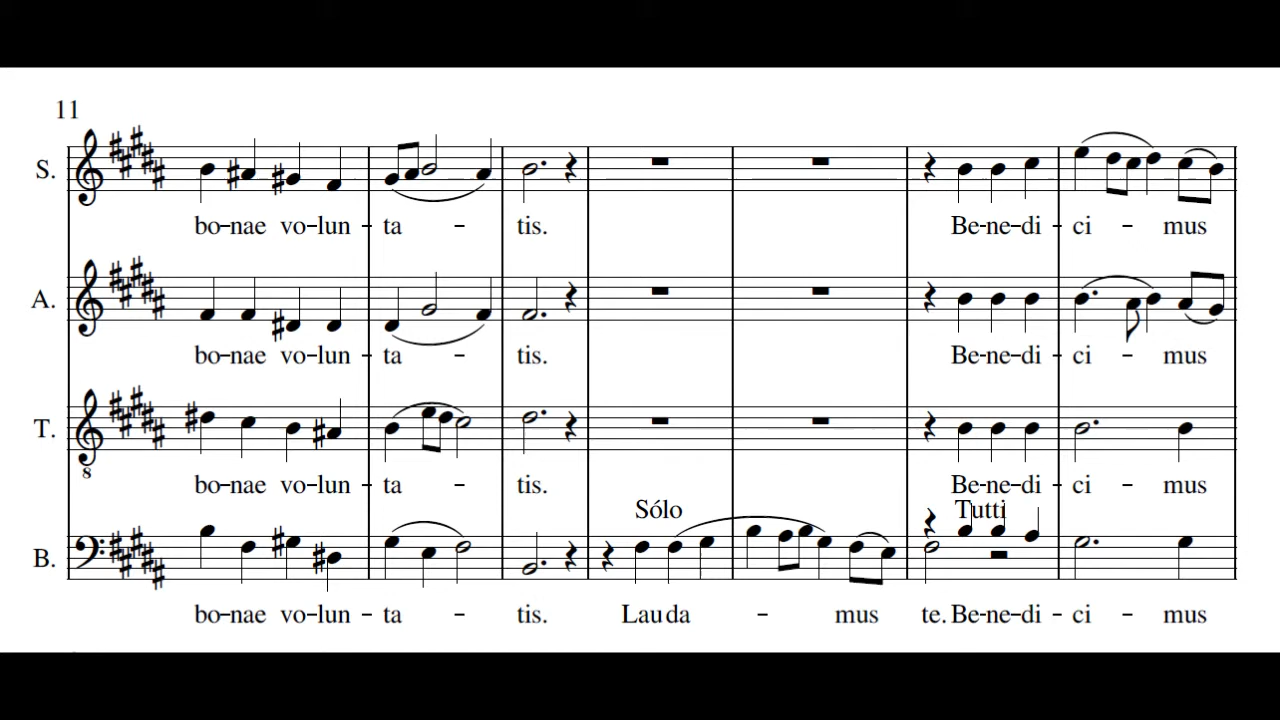 11
S.
bo-nae vo-lun-ta - tis. Be-ne-di-ci - mus
A.
bo-nae vo-lun-ta - tis. Be-ne-di-ci - mus
T.
8
bo-nae vo-lun-ta - tis. Be-ne-di-ci - mus
Sólo Tutti
B.
bo-nae vo-lun-ta - tis. Lauda - mus te. Be-ne-di-ci - mus